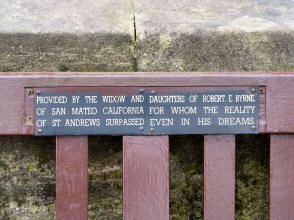 PROVIDED BY THE WIDOW AND DAUGHTERS OF ROBERT E. BYRNE
OF SAN MATEO CALIFORNIA FOR WHOM THE REALITY
OF ST. ANDREWS SURPASSED EVEN IN HIS DREAMS.